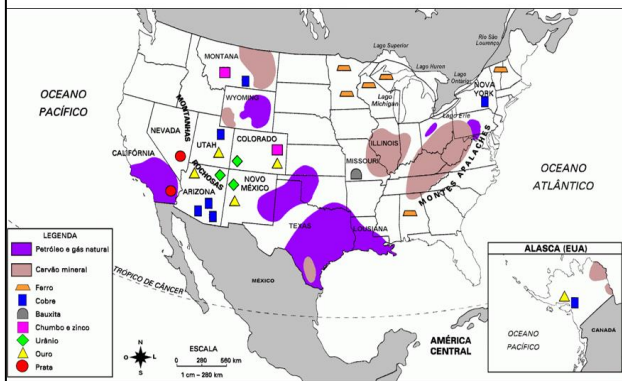 Rio São
Lourenço
Lago Superior
MONTANA
Lago Huron
Lago
Ontario
NOVA
YORK
OCEANO
PACÍFICO
WYOMING
Lago
Michigan
Lago Erie
MONTANHAS
ROCHOSAS
NEVADA
UTAH
COLORADO
ILLINOIS
MISSOURI
MONTES APALACHES
CALIFÓRNIA
OCEANO
ATLÂNTICO
ARIZONA
NOVO
MÉXICO
TEXAS
LOUSIANA
LEGENDA
Petróleo e gás natural
Carvão mineral
Ferro
Cobre
Bauxita
Chumbo e zinco
Urânio
Ouro
Prata
TRÓPICO DE CÂNCER
MÉXICO
O
N
L
S
ESCALA
0 280 560 km
1 cm – 280 km
AMÉRICA
CENTRAL
ALASCA (EUA)
OCEANO
PACÍFICO
CANADÁ